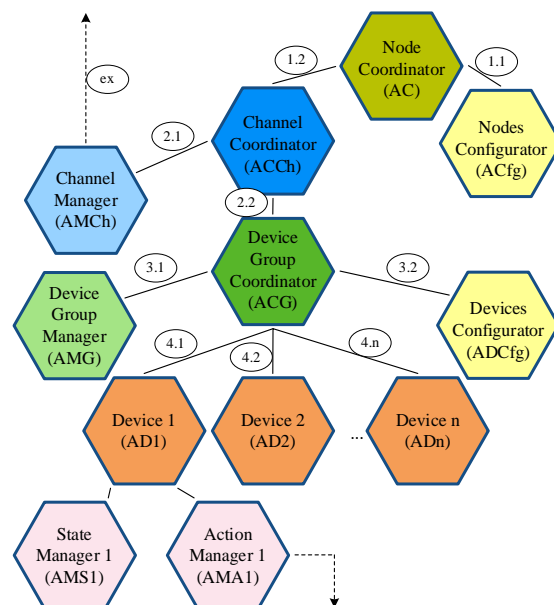 ex
1.2
Node
Coordinator
(AC)
1.1
2.1
Channel
Coordinator
(ACCh)
Nodes
Configurator
(ACfg)
Channel
Manager
(AMCh)
2.2
Device
Group
Coordinator
(ACG)
3.1
3.2
Device
Group
Manager
(AMG)
Devices
Configurator
(ADCfg)
4.1
4.2
4.n
Device 1
(AD1)
Device 2
(AD2)
...
Device n
(ADn)
State
Manager 1
(AMS1)
Action
Manager 1
(AMA1)